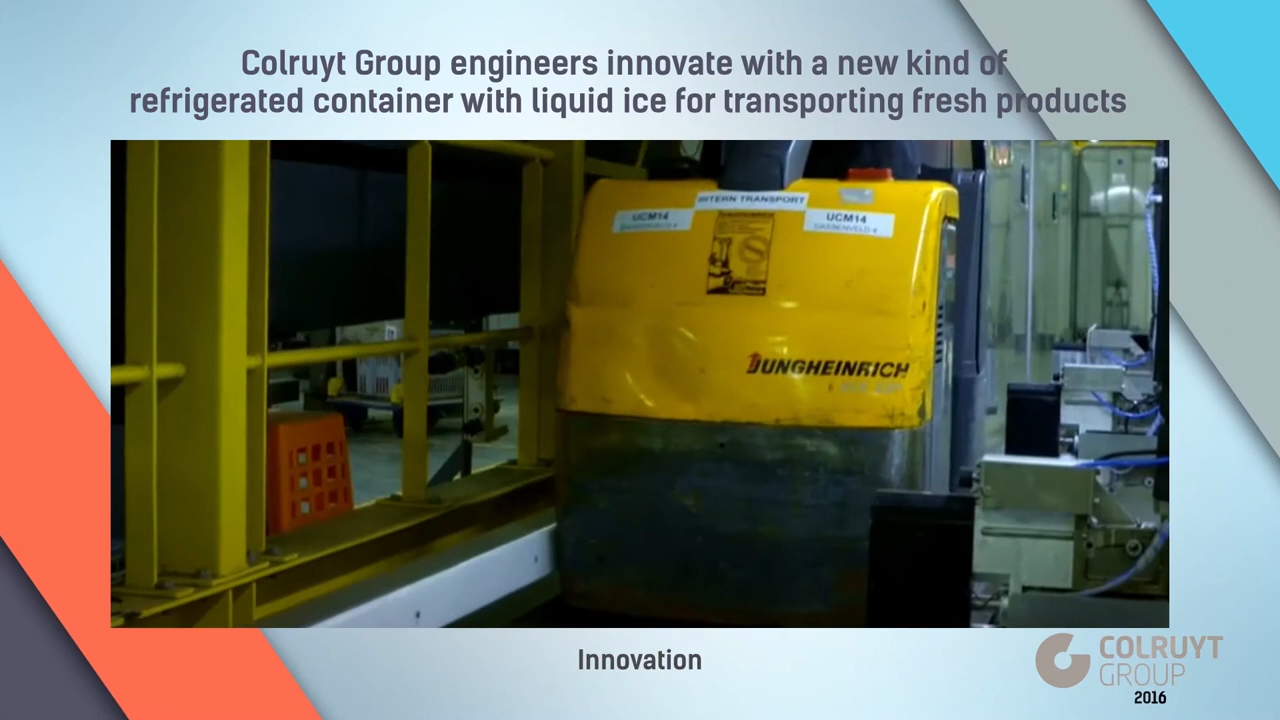 Colruyt Group engineers innovate with a new kind of
refrigerated container with liquid ice for transporting fresh products
INTERN TRANSPORT
UCM14
UCM14
JUNGHEINRICH
Innovation
COLRUYT
GROUP
2016